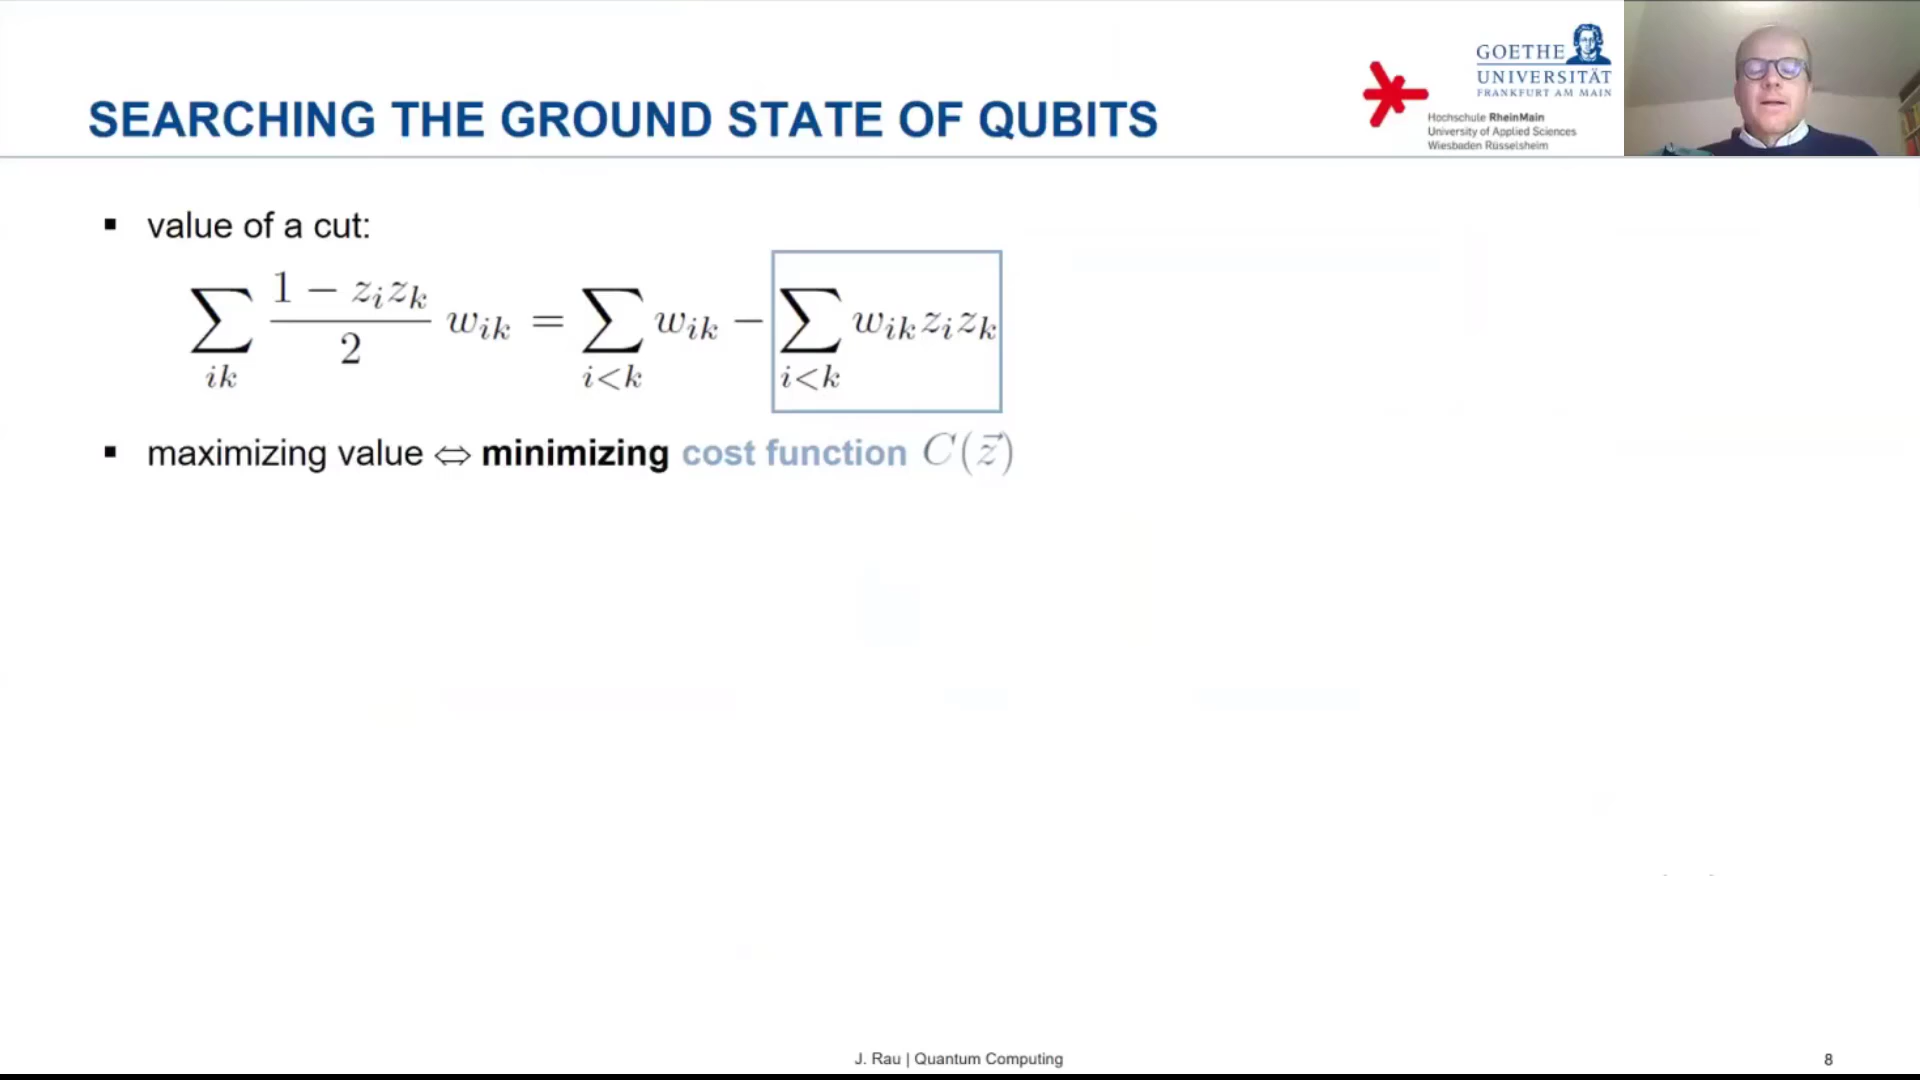 GOETHE
UNIVERSITÄT
FRANKFURT AM MAIN
SEARCHING THE GROUND STATE OF QUBITS
Hochschule RheinMain
University of Applied Sciences
Wiesbaden Rüsselsheim
▪ value of a cut:
∑_{ik} \frac{1 − z_i z_k}{2} w_{ik} = ∑_{i<k} w_{ik} − ∑_{i<k} w_{ik} z_i z_k
▪ maximizing value ⇔ minimizing cost function C(\vec{z})
J. Rau | Quantum Computing
8